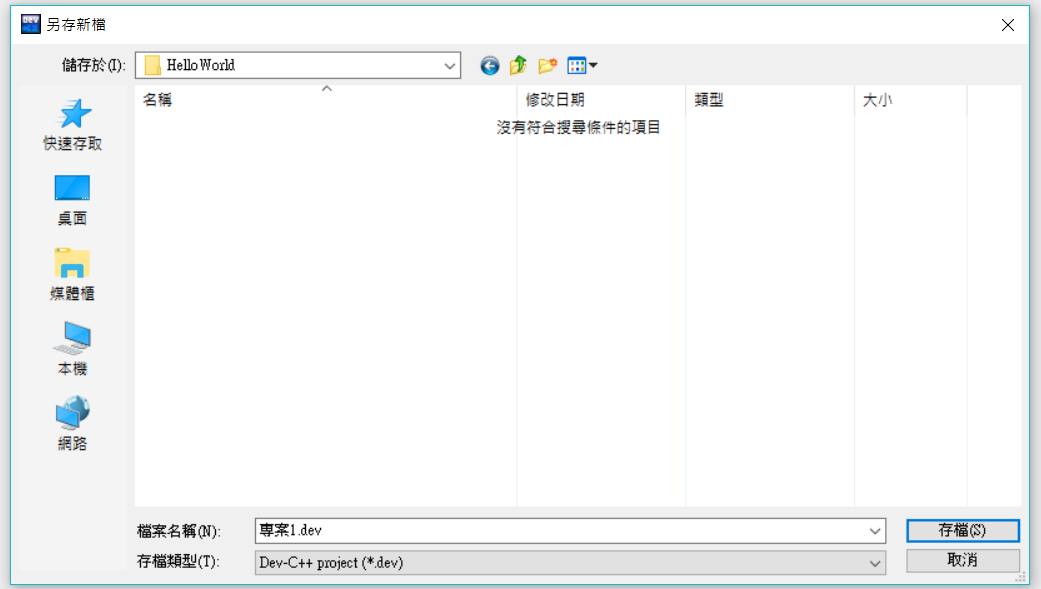 另存新檔
儲存於(I):
HelloWorld
名稱
修改日期
類型
大小
沒有符合搜尋條件的項目
快速存取
桌面
媒體櫃
本機
網路
檔案名稱(N):
專案1.dev
存檔(S)
存檔類型(T):
Dev-C++ project (*.dev)
取消